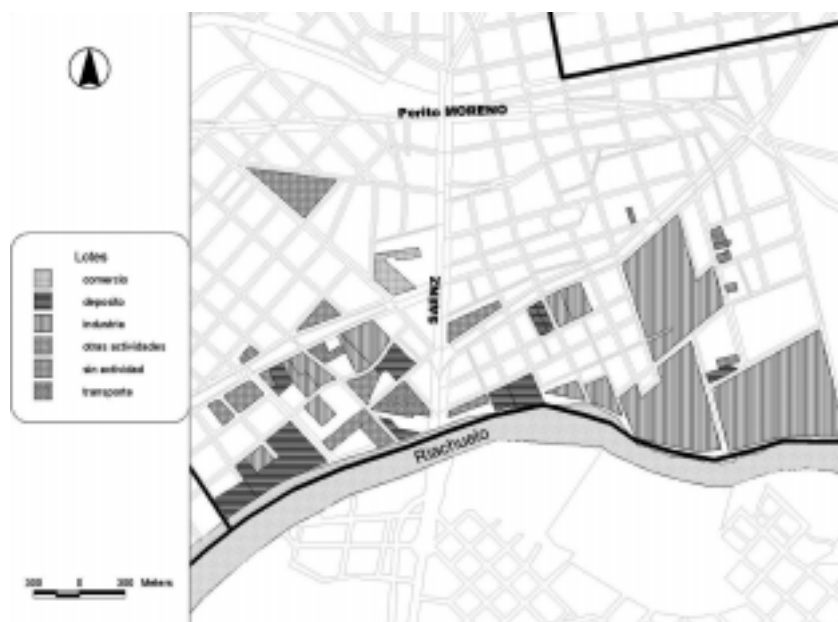 Perito MORENO
SAENZ
Riachuelo
Lotes
comercio
deposito
industria
otras actividades
sin actividad
transporte
300 0 300 Meters